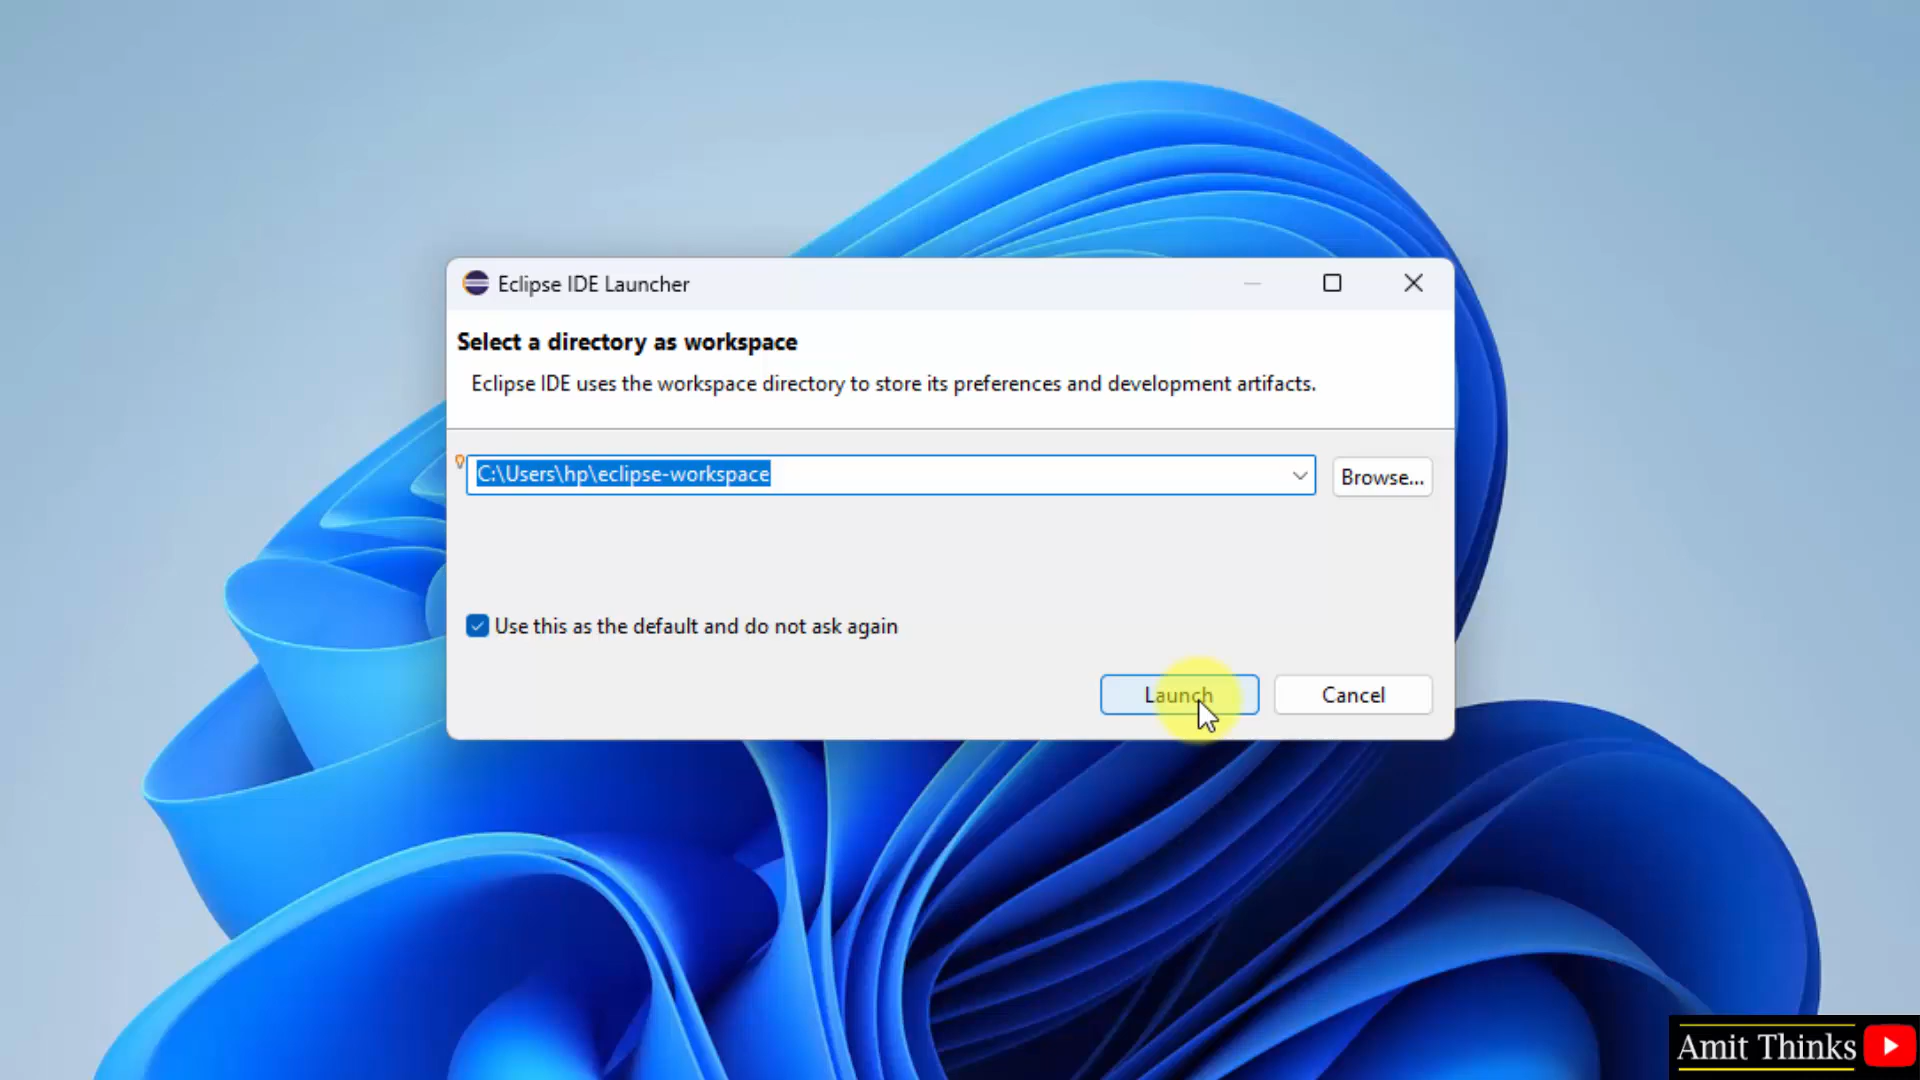 Eclipse IDE Launcher
Select a directory as workspace
Eclipse IDE uses the workspace directory to store its preferences and development artifacts.
C:\Users\hp\eclipse-workspace
Browse...
Use this as the default and do not ask again
Launch
Cancel
Amit Thinks